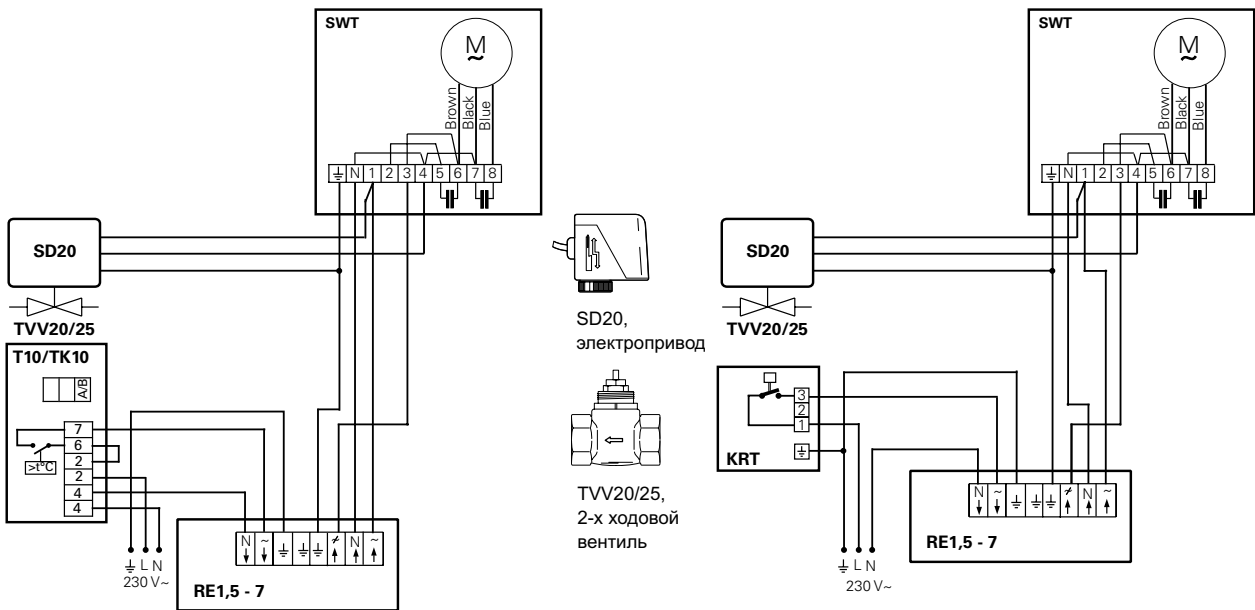 SWT
M
~
Brown
Black
Blue
N 1 2 3 4 5 6 7 8
SD20
TVV20/25
T10/TK10
A/B
7
6
2
2
4
4
>t°C
L N
230 V~
N ~ N ~
RE1,5 - 7
SD20,
электропривод
TVV20/25,
2-х ходовой
вентиль
SWT
M
~
Brown
Black
Blue
N 1 2 3 4 5 6 7 8
SD20
TVV20/25
3
2
1
KRT
L N
230 V~
N ~ N ~
RE1,5 - 7